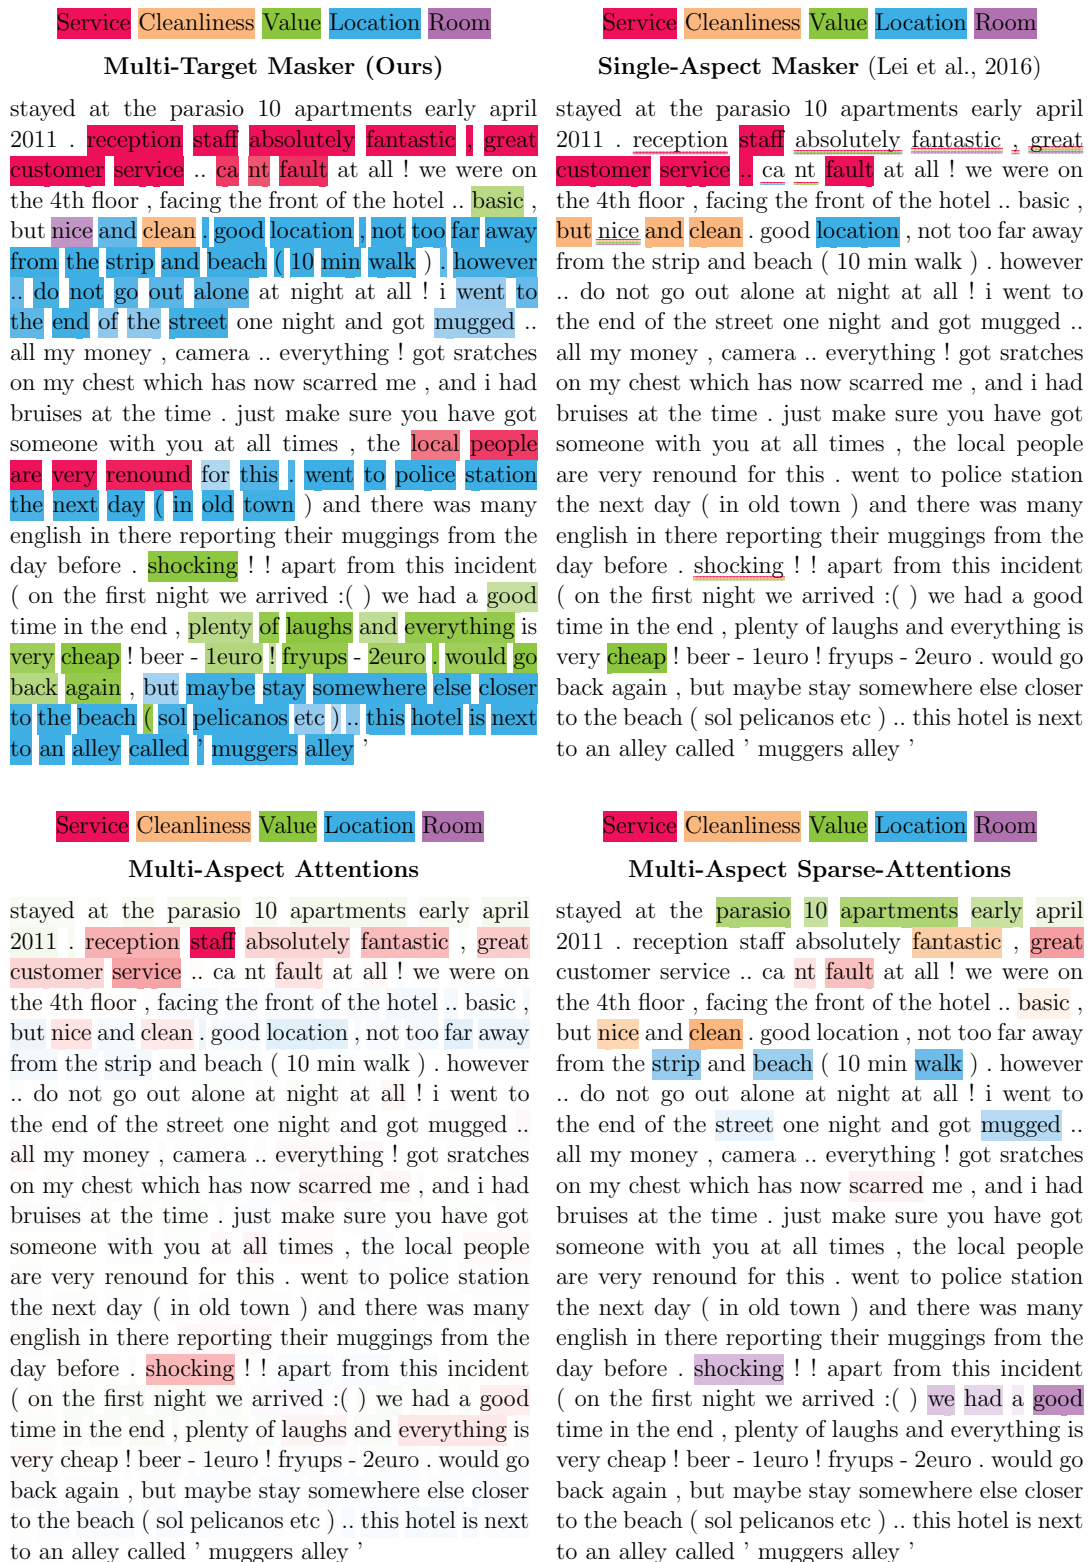 Service Cleanliness Value Location Room
Multi-Target Masker (Ours)
stayed at the parasio 10 apartments early april
2011 . reception staff absolutely fantastic , great
customer service .. ca nt fault at all ! we were on
the 4th floor , facing the front of the hotel .. basic ,
but nice and clean . good location , not too far away
from the strip and beach ( 10 min walk ) . however
.. do not go out alone at night at all ! i went to
the end of the street one night and got mugged ..
all my money , camera .. everything ! got sratches
on my chest which has now scarred me , and i had
bruises at the time . just make sure you have got
someone with you at all times , the local people
are very renound for this . went to police station
the next day ( in old town ) and there was many
english in there reporting their muggings from the
day before . shocking ! ! apart from this incident
( on the first night we arrived :( ) we had a good
time in the end , plenty of laughs and everything is
very cheap ! beer - 1euro ! fryups - 2euro . would go
back again , but maybe stay somewhere else closer
to the beach ( sol pelicanos etc ) .. this hotel is next
to an alley called ' muggers alley '
Service Cleanliness Value Location Room
Single-Aspect Masker (Lei et al., 2016)
stayed at the parasio 10 apartments early april
2011 . reception staff absolutely fantastic , great
customer service .. ca nt fault at all ! we were on
the 4th floor , facing the front of the hotel .. basic ,
but nice and clean . good location , not too far away
from the strip and beach ( 10 min walk ) . however
.. do not go out alone at night at all ! i went to
the end of the street one night and got mugged ..
all my money , camera .. everything ! got sratches
on my chest which has now scarred me , and i had
bruises at the time . just make sure you have got
someone with you at all times , the local people
are very renound for this . went to police station
the next day ( in old town ) and there was many
english in there reporting their muggings from the
day before . shocking ! ! apart from this incident
( on the first night we arrived :( ) we had a good
time in the end , plenty of laughs and everything is
very cheap ! beer - 1euro ! fryups - 2euro . would go
back again , but maybe stay somewhere else closer
to the beach ( sol pelicanos etc ) .. this hotel is next
to an alley called ' muggers alley '
Service Cleanliness Value Location Room
Multi-Aspect Attentions
stayed at the parasio 10 apartments early april
2011 . reception staff absolutely fantastic , great
customer service .. ca nt fault at all ! we were on
the 4th floor , facing the front of the hotel .. basic ,
but nice and clean . good location , not too far away
from the strip and beach ( 10 min walk ) . however
.. do not go out alone at night at all ! i went to
the end of the street one night and got mugged ..
all my money , camera .. everything ! got sratches
on my chest which has now scarred me , and i had
bruises at the time . just make sure you have got
someone with you at all times , the local people
are very renound for this . went to police station
the next day ( in old town ) and there was many
english in there reporting their muggings from the
day before . shocking ! ! apart from this incident
( on the first night we arrived :( ) we had a good
time in the end , plenty of laughs and everything is
very cheap ! beer - 1euro ! fryups - 2euro . would go
back again , but maybe stay somewhere else closer
to the beach ( sol pelicanos etc ) .. this hotel is next
to an alley called ' muggers alley '
Service Cleanliness Value Location Room
Multi-Aspect Sparse-Attentions
stayed at the parasio 10 apartments early april
2011 . reception staff absolutely fantastic , great
customer service .. ca nt fault at all ! we were on
the 4th floor , facing the front of the hotel .. basic ,
but nice and clean . good location , not too far away
from the strip and beach ( 10 min walk ) . however
.. do not go out alone at night at all ! i went to
the end of the street one night and got mugged ..
all my money , camera .. everything ! got sratches
on my chest which has now scarred me , and i had
bruises at the time . just make sure you have got
someone with you at all times , the local people
are very renound for this . went to police station
the next day ( in old town ) and there was many
english in there reporting their muggings from the
day before . shocking ! ! apart from this incident
( on the first night we arrived :( ) we had a good
time in the end , plenty of laughs and everything is
very cheap ! beer - 1euro ! fryups - 2euro . would go
back again , but maybe stay somewhere else closer
to the beach ( sol pelicanos etc ) .. this hotel is next
to an alley called ' muggers alley '